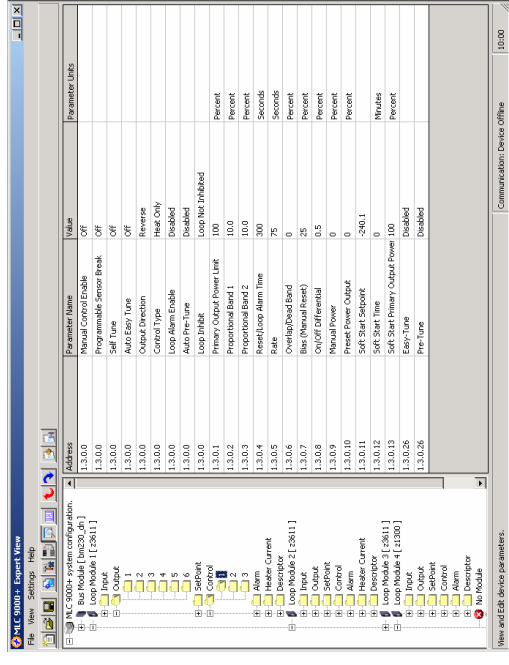 MLC 9000+ Expert View
File View Settings Help
MLC 9000+ system configuration.
Bus Module [ bm230_dn ]
Loop Module 1 [ z3611 ]
Input
Output
1
2
3
4
5
6
SetPoint
Control
1
2
3
Alarm
Heater Current
Descriptor
Loop Module 2 [ z3611 ]
Input
Output
SetPoint
Control
Alarm
Heater Current
Descriptor
Loop Module 3 [ z3611 ]
Loop Module 4 [ z1300 ]
Input
Output
SetPoint
Control
Alarm
Descriptor
No Module
Address Parameter Name Value Parameter Units
1.3.0.0 Manual Control Enable Off
1.3.0.0 Programmable Sensor Break Off
1.3.0.0 Self Tune Off
1.3.0.0 Auto Easy Tune Off
1.3.0.0 Output Direction Reverse
1.3.0.0 Control Type Heat Only
1.3.0.0 Loop Alarm Enable Disabled
1.3.0.0 Auto Pre-Tune Disabled
1.3.0.0 Loop Inhibit Loop Not Inhibited
1.3.0.1 Primary Output Power Limit 100 Percent
1.3.0.2 Proportional Band 1 10.0 Percent
1.3.0.3 Proportional Band 2 10.0 Percent
1.3.0.4 Reset/Loop Alarm Time 300 Seconds
1.3.0.5 Rate 75 Seconds
1.3.0.6 Overlap/Dead Band 0 Percent
1.3.0.7 Bias (Manual Reset) 25 Percent
1.3.0.8 On/Off Differential 0.5 Percent
1.3.0.9 Manual Power 0 Percent
1.3.0.10 Preset Power Output 0 Percent
1.3.0.11 Soft Start Setpoint -240.1
1.3.0.12 Soft Start Time 0 Minutes
1.3.0.13 Soft Start Primary Output Power 100 Percent
1.3.0.26 Easy-Tune Disabled
1.3.0.26 Pre-Tune Disabled
View and Edit device parameters. Communication: Device Offline 10:00